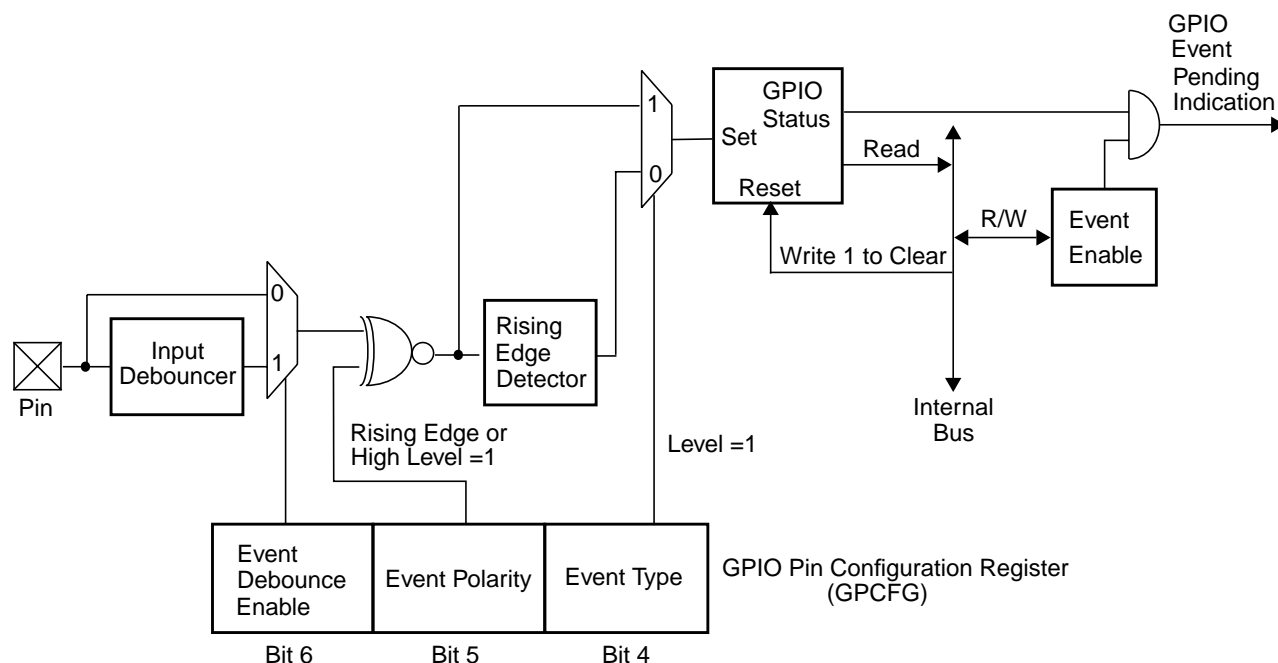 GPIO
Event
Pending
Indication
GPIO
Status
Set
Reset
Read
R/W
Event
Enable
Write 1 to Clear
Internal
Bus
1
0
0
1
Input
Debouncer
Pin
Rising
Edge
Detector
Rising Edge or
High Level =1
Level =1
Event
Debounce
Enable
Event Polarity
Event Type
GPIO Pin Configuration Register
(GPCFG)
Bit 6
Bit 5
Bit 4